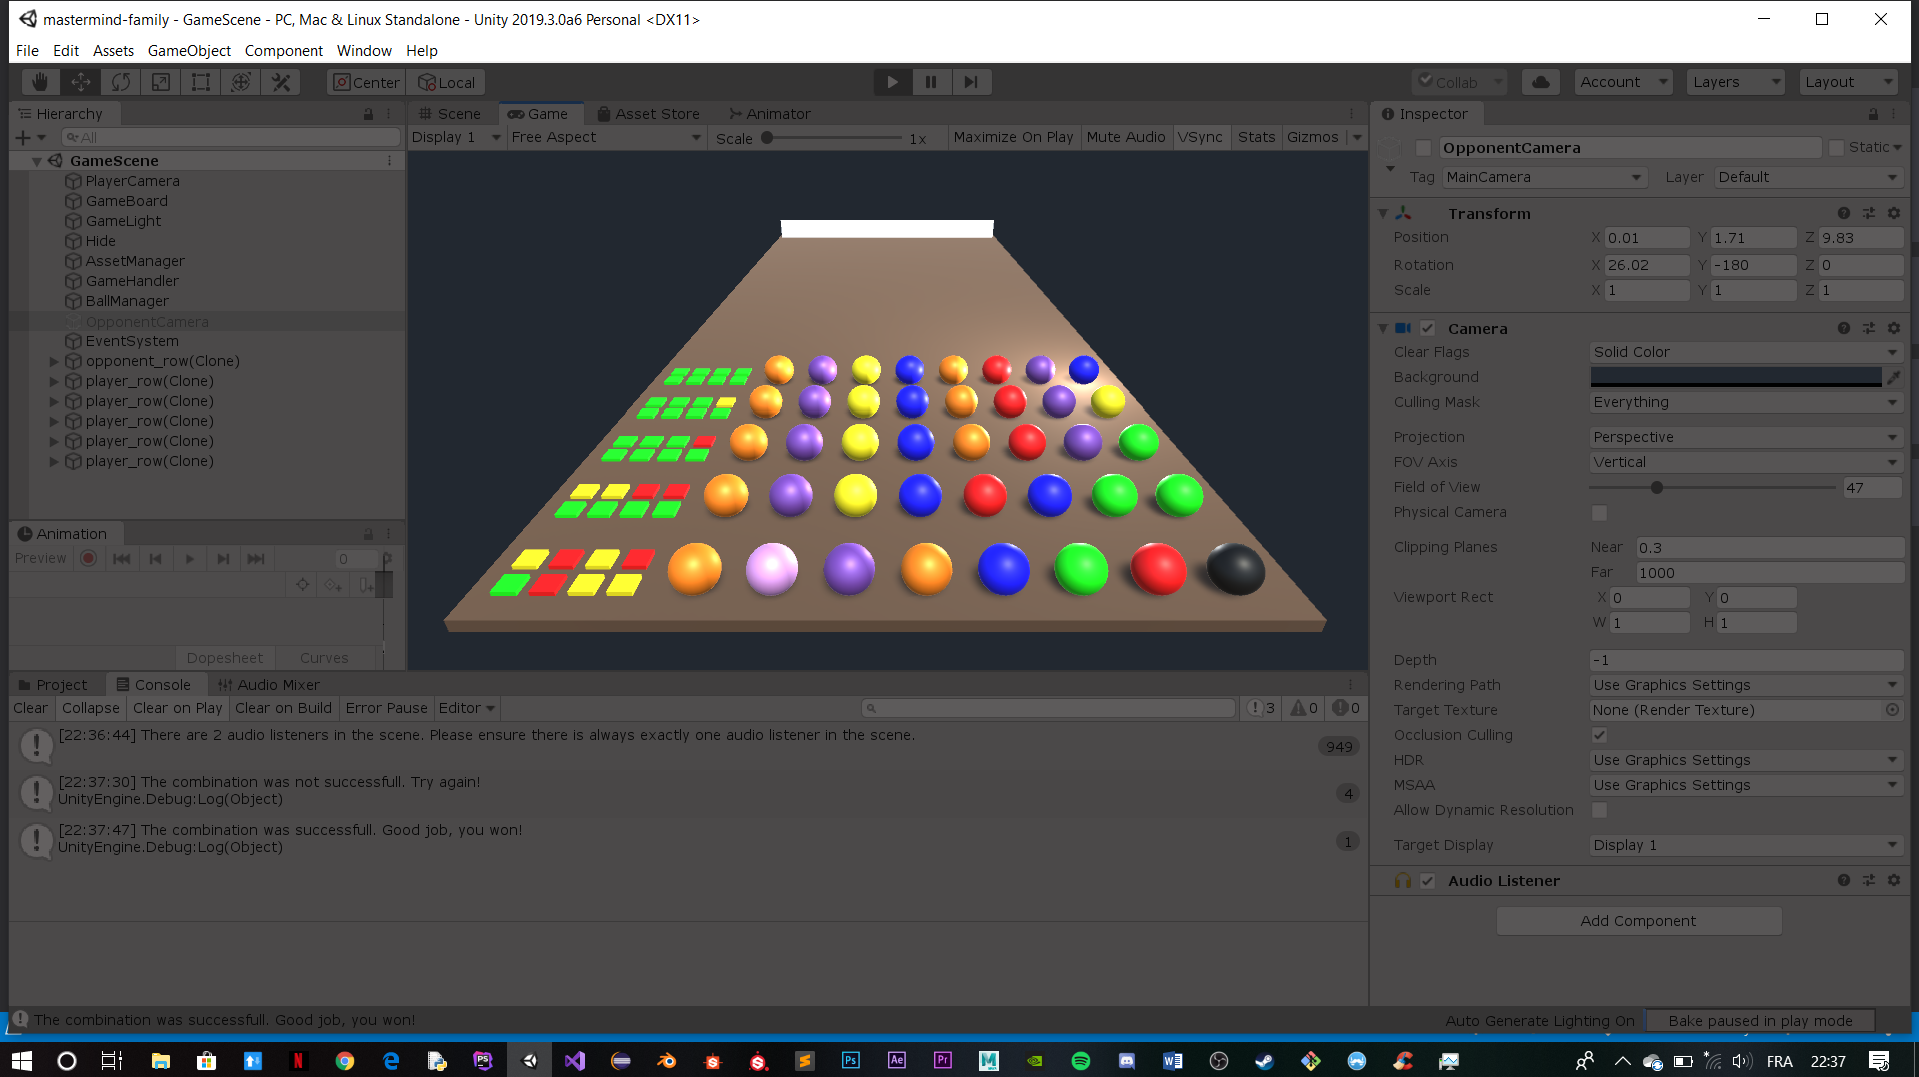 mastermind-family - GameScene - PC, Mac & Linux Standalone - Unity 2019.3.0a6 Personal <DX11>
File Edit Assets GameObject Component Window Help
Center Local Collab Account Layers Layout
Hierarchy
All
GameScene
PlayerCamera
GameBoard
GameLight
Hide
AssetManager
GameHandler
BallManager
OpponentCamera
EventSystem
opponent_row(Clone)
player_row(Clone)
player_row(Clone)
player_row(Clone)
player_row(Clone)
player_row(Clone)
Animation
Preview 0
Dopesheet Curves
Scene Game Asset Store Animator
Display 1 Free Aspect Scale 1x Maximize On Play Mute Audio VSync Stats Gizmos
Project Console Audio Mixer
Clear Collapse Clear on Play Clear on Build Error Pause Editor 3 0 0
[22:36:44] There are 2 audio listeners in the scene. Please ensure there is always exactly one audio listener in the scene.
949
[22:37:30] The combination was not successfull. Try again!
UnityEngine.Debug:Log(Object)
4
[22:37:47] The combination was successfull. Good job, you won!
UnityEngine.Debug:Log(Object)
1
Inspector
OpponentCamera Static
Tag MainCamera Layer Default
Transform
Position X 0.01 Y 1.71 Z 9.83
Rotation X 26.02 Y -180 Z 0
Scale X 1 Y 1 Z 1
Camera
Clear Flags Solid Color
Background
Culling Mask Everything
Projection Perspective
FOV Axis Vertical
Field of View 47
Physical Camera
Clipping Planes Near 0.3
Far 1000
Viewport Rect X 0 Y 0
W 1 H 1
Depth -1
Rendering Path Use Graphics Settings
Target Texture None (Render Texture)
Occlusion Culling
HDR Use Graphics Settings
MSAA Use Graphics Settings
Allow Dynamic Resolution
Target Display Display 1
Audio Listener
Add Component
The combination was successfull. Good job, you won!
Auto Generate Lighting On Bake paused in play mode
Ps Ae Pr FRA 22:37